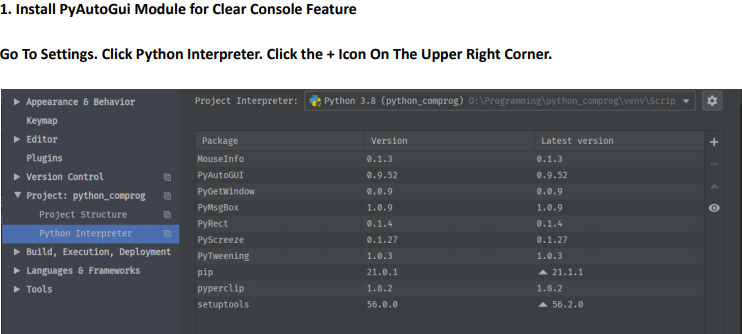 1. Install PyAutoGui Module for Clear Console Feature
Go To Settings. Click Python Interpreter. Click the + Icon On The Upper Right Corner.
Appearance & Behavior
Keymap
Editor
Plugins
Version Control
Project: python_comprog
Project Structure
Python Interpreter
Build, Execution, Deployment
Languages & Frameworks
Tools
Project Interpreter: Python 3.8 (python_comprog) D:\Programming\python_comprog\venv\Scrip
Package Version Latest version
MouseInfo 0.1.3 0.1.3
PyAutoGUI 0.9.52 0.9.52
PyGetWindow 0.0.9 0.0.9
PyMsgBox 1.0.9 1.0.9
PyRect 0.1.4 0.1.4
PyScreeze 0.1.27 0.1.27
PyTweening 1.0.3 1.0.3
pip 21.0.1 21.1.1
pyperclip 1.8.2 1.8.2
setuptools 56.0.0 56.2.0